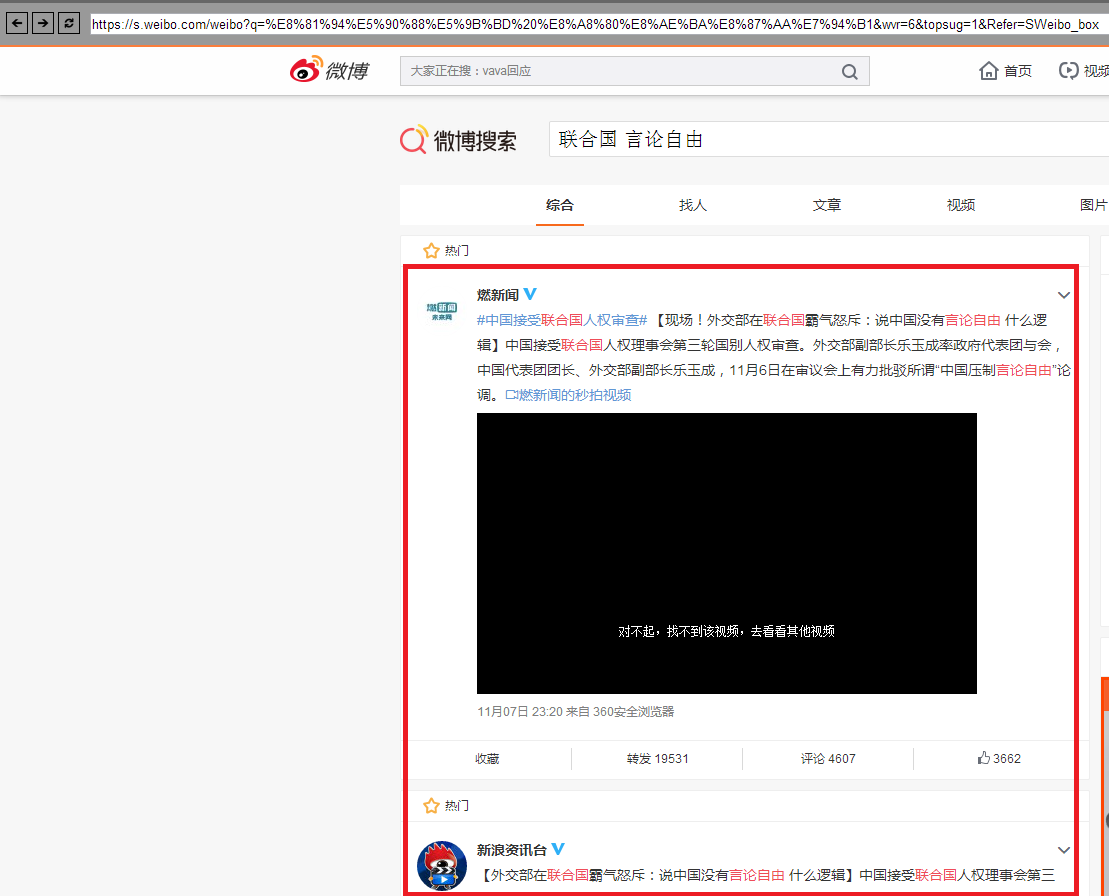 https://s.weibo.com/weibo?q=%E8%81%94%E5%90%88%E5%9B%BD%20%E8%A8%80%E8%AE%BA%E8%87%AA%E7%94%B1&wvr=6&topsug=1&Refer=SWeibo_box
微博
大家正在搜：vava回应
首页
视频
微博搜索
联合国 言论自由
综合
找人
文章
视频
图片
热门
燃新闻
#中国接受联合国人权审查# 【现场！外交部在联合国霸气怒斥：说中国没有言论自由 什么逻
辑】中国接受联合国人权理事会第三轮国别人权审查。外交部副部长乐玉成率政府代表团与会，
中国代表团团长、外交部副部长乐玉成，11月6日在审议会上有力批驳所谓“中国压制言论自由”论
调。燃新闻的秒拍视频
对不起，找不到该视频，去看看其他视频
11月07日 23:20 来自 360安全浏览器
收藏
转发 19531
评论 4607
3662
热门
新浪资讯台
【外交部在联合国霸气怒斥：说中国没有言论自由 什么逻辑】中国接受联合国人权理事会第三